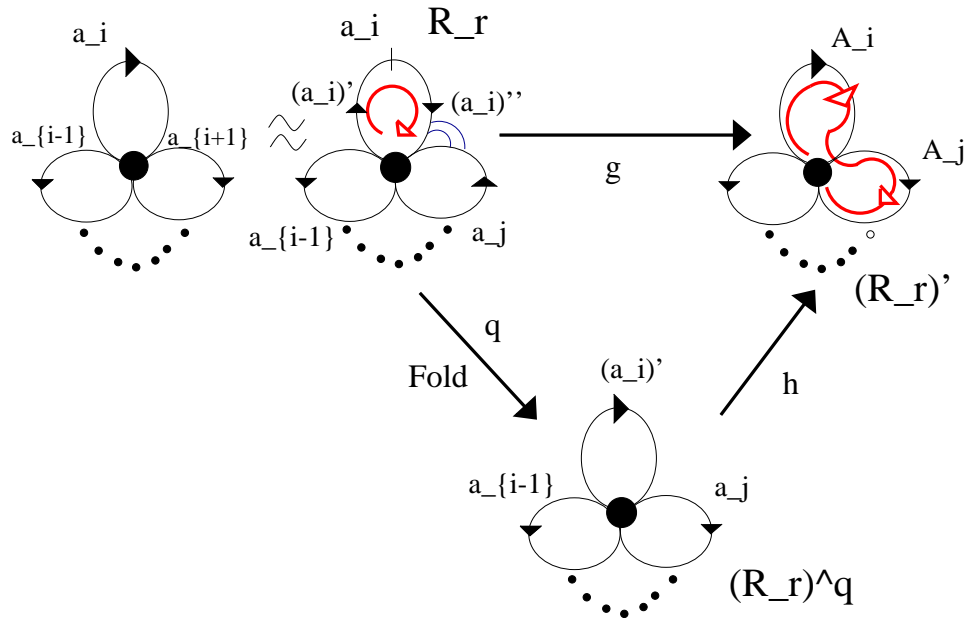 a_i
a_i
R_r
A_i
(a_i)'
(a_i)''
a_{i-1}
a_{i+1}
A_j
g
a_{i-1}
a_j
(R_r)'
q
Fold
(a_i)'
h
a_{i-1}
a_j
(R_r)^q